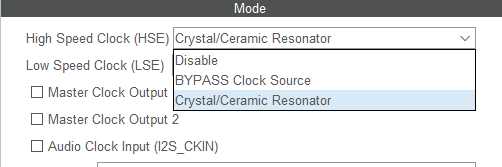 Mode
High Speed Clock (HSE) Crystal/Ceramic Resonator
Low Speed Clock (LSE) Disable
BYPASS Clock Source
Master Clock Output Crystal/Ceramic Resonator
Master Clock Output 2
Audio Clock Input (I2S_CKIN)